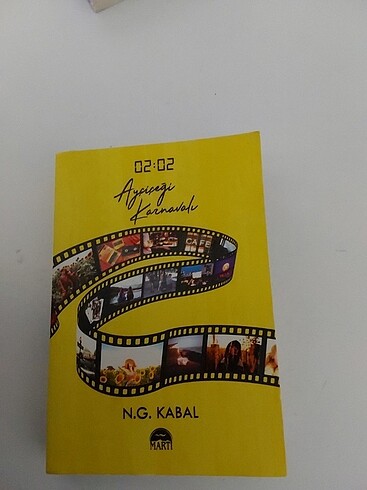 02:02
Ayçiçeği
Karnavalı
CAFE
N.G. KABAL
MARTI